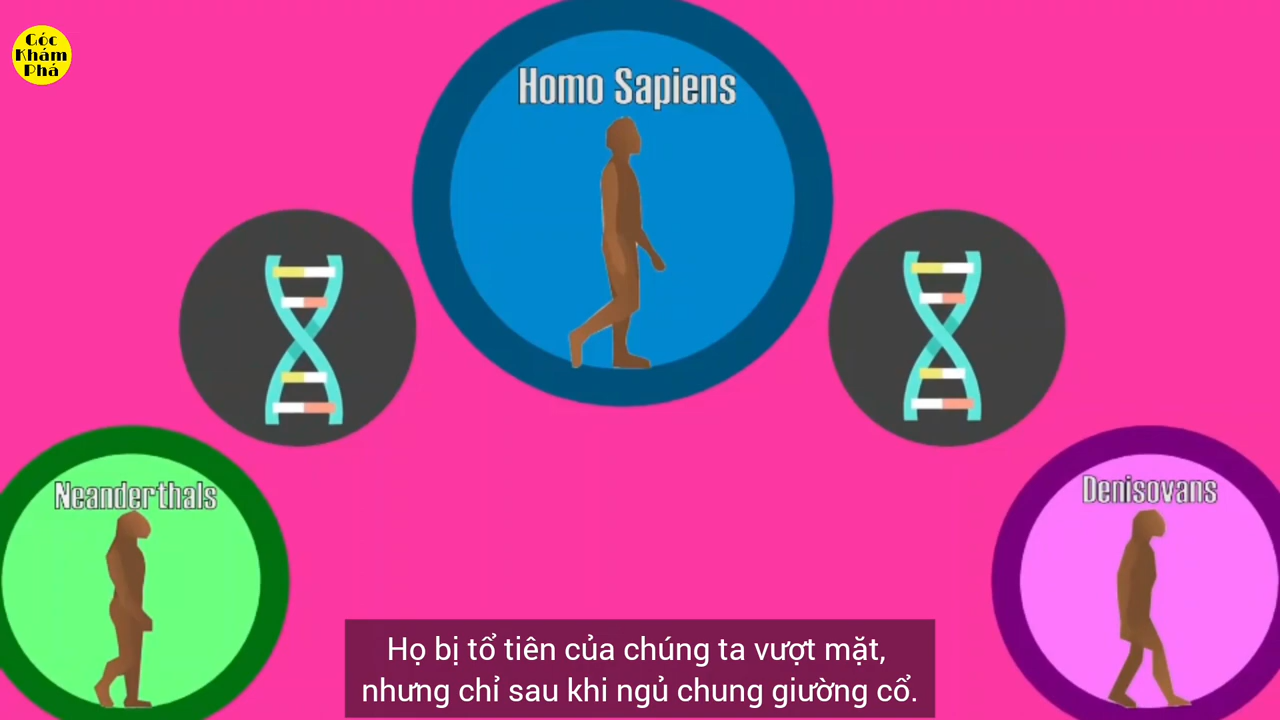 Góc
Khám
Phá
Homo Sapiens
Neanderthals
Denisovans
Họ bị tổ tiên của chúng ta vượt mặt,
nhưng chỉ sau khi ngủ chung giường cổ.